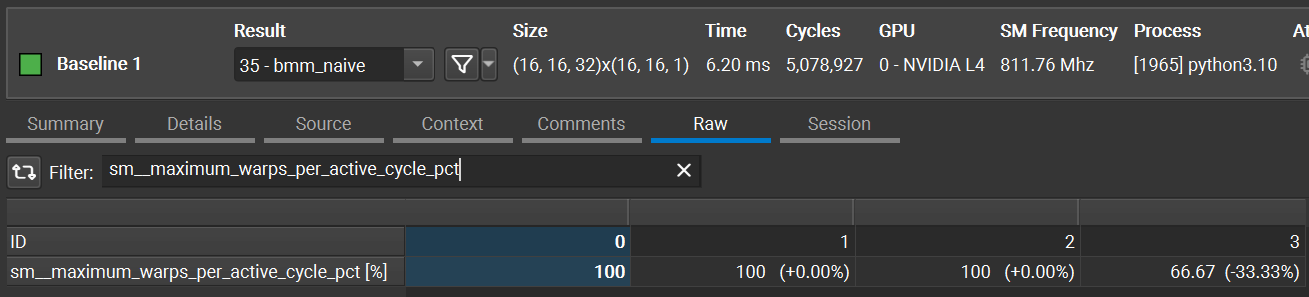 Result Size Time Cycles GPU SM Frequency Process At
Baseline 1 35 - bmm_naive (16, 16, 32)x(16, 16, 1) 6.20 ms 5,078,927 0 - NVIDIA L4 811.76 Mhz [1965] python3.10
Summary Details Source Context Comments Raw Session
Filter: sm__maximum_warps_per_active_cycle_pct
ID 0 1 2 3
sm__maximum_warps_per_active_cycle_pct [%] 100 100 (+0.00%) 100 (+0.00%) 66.67 (-33.33%)